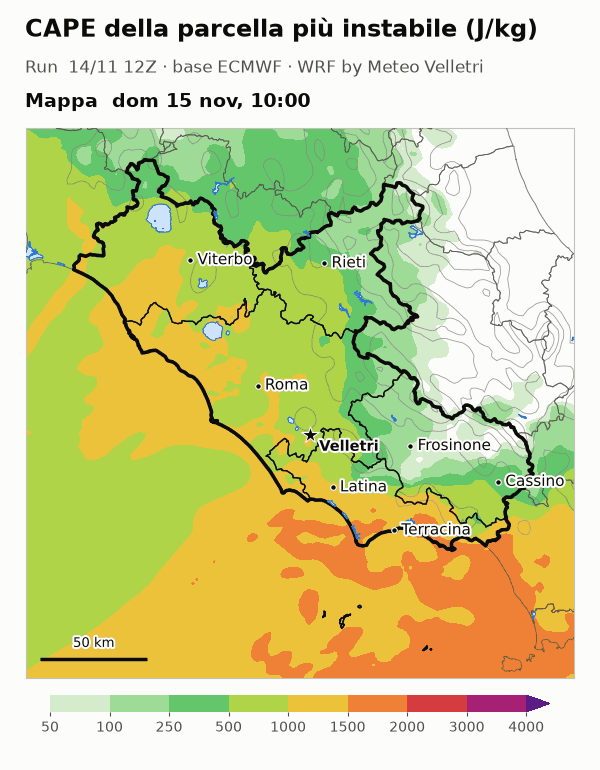 CAPE della parcella più instabile (J/kg)
Run 14/11 12Z · base ECMWF · WRF by Meteo Velletri
Mappa dom 15 nov, 10:00
Viterbo
Rieti
Roma
Velletri
Frosinone
Latina
Cassino
Terracina
50 km
50 100 250 500 1000 1500 2000 3000 4000